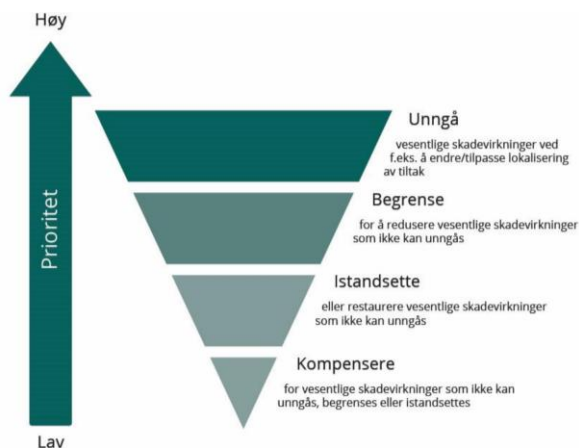 Høy
Prioritet
Unngå
vesentlige skadevirkninger ved
f.eks. å endre/tilpasse lokalisering
av tiltak
Begrense
for å redusere vesentlige skadevirkninger
som ikke kan unngås
Istandsette
eller restaurere vesentlige skadevirkninger
som ikke kan unngås
Kompensere
for vesentlige skadevirkninger som ikke kan
unngås, begrenses eller istandsettes
Lav